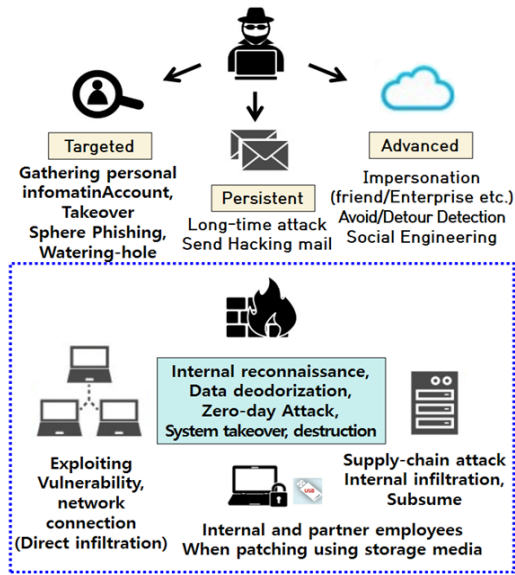 Targeted
Gathering personal
infomatinAccount,
Takeover
Sphere Phishing,
Watering-hole
Persistent
Long-time attack
Send Hacking mail
Advanced
Impersonation
(friend/Enterprise etc.)
Avoid/Detour Detection
Social Engineering
Internal reconnaissance,
Data deodorization,
Zero-day Attack,
System takeover, destruction
Exploiting
Vulnerability,
network
connection
(Direct infiltration)
Supply-chain attack
Internal infiltration,
Subsume
USB
Internal and partner employees
When patching using storage media